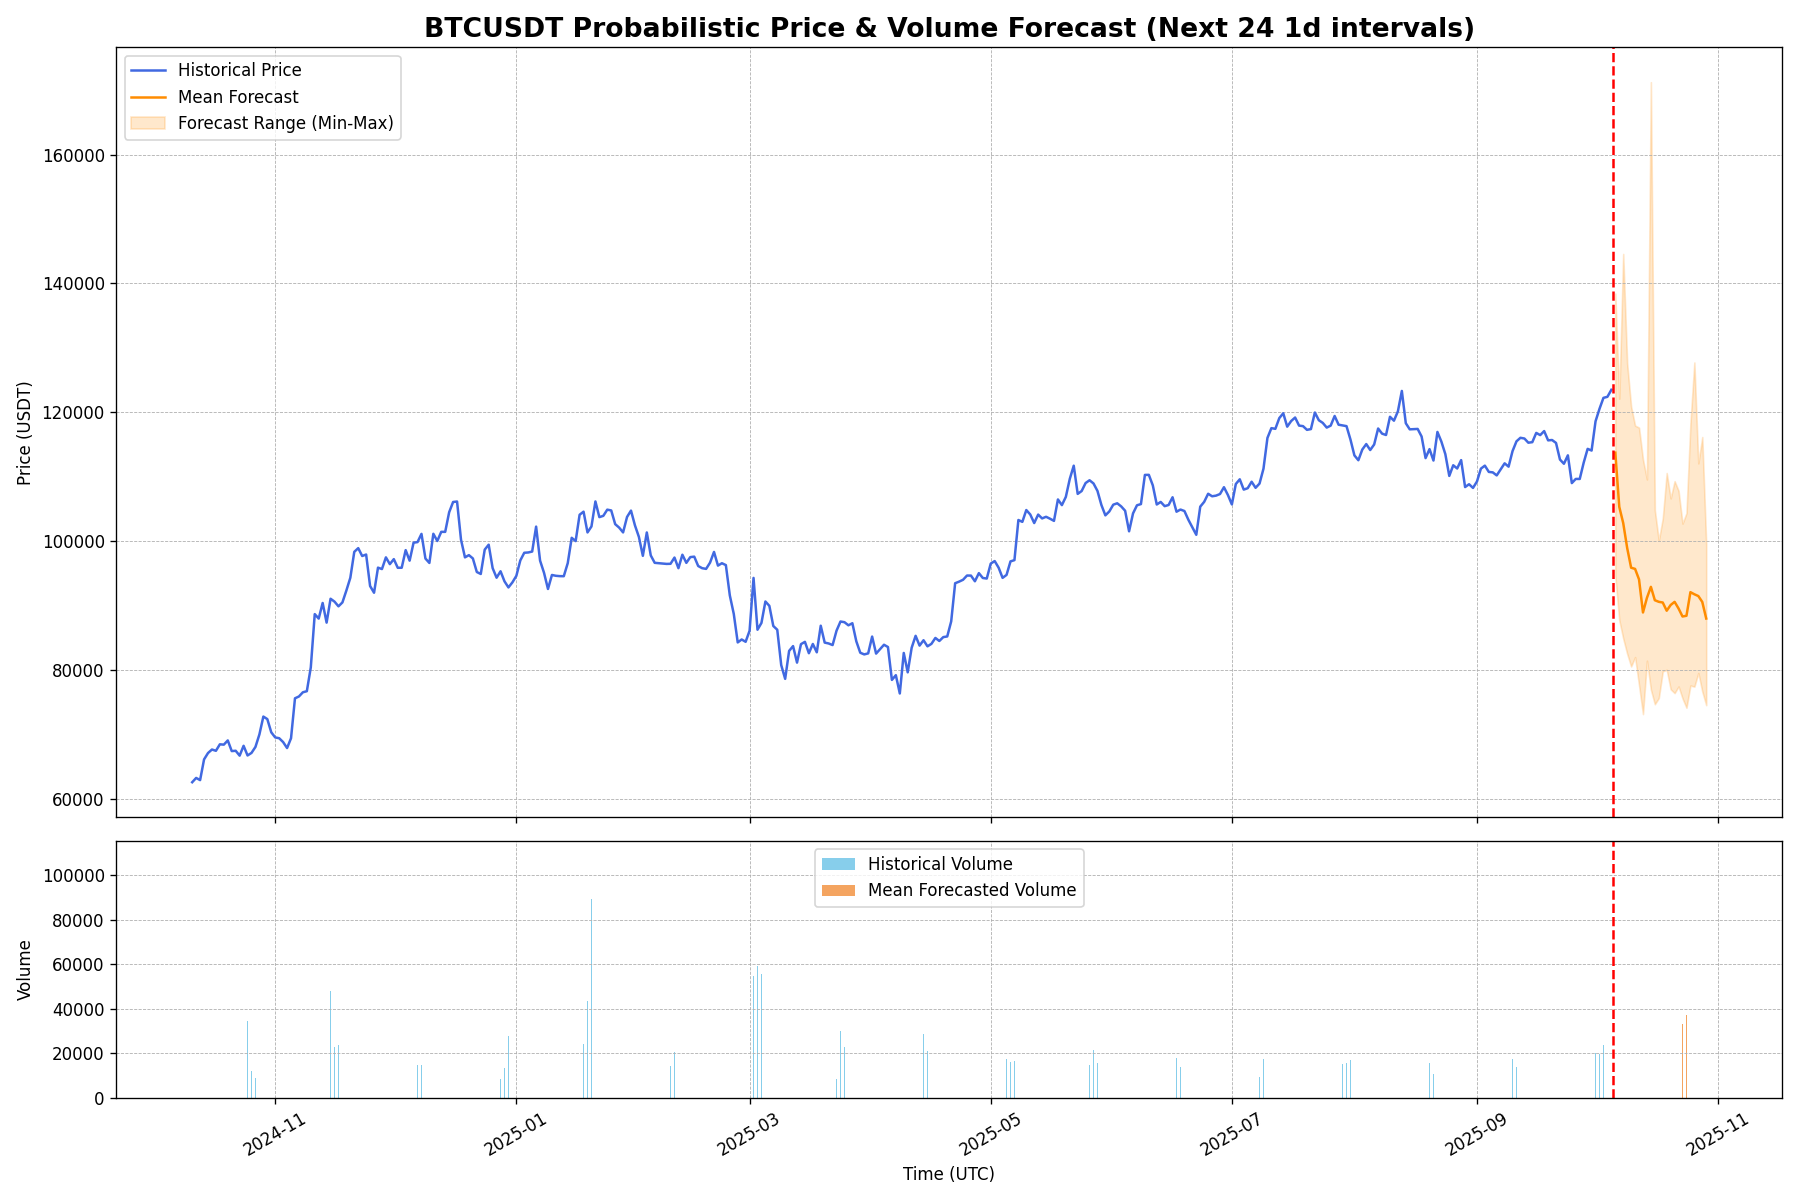 BTCUSDT Probabilistic Price & Volume Forecast (Next 24 1d intervals)
Historical Price
Mean Forecast
Forecast Range (Min-Max)
160000
140000
120000
100000
80000
60000
Price (USDT)
Historical Volume
Mean Forecasted Volume
100000
80000
60000
40000
20000
0
Volume
2024-11
2025-01
2025-03
2025-05
2025-07
2025-09
2025-11
Time (UTC)